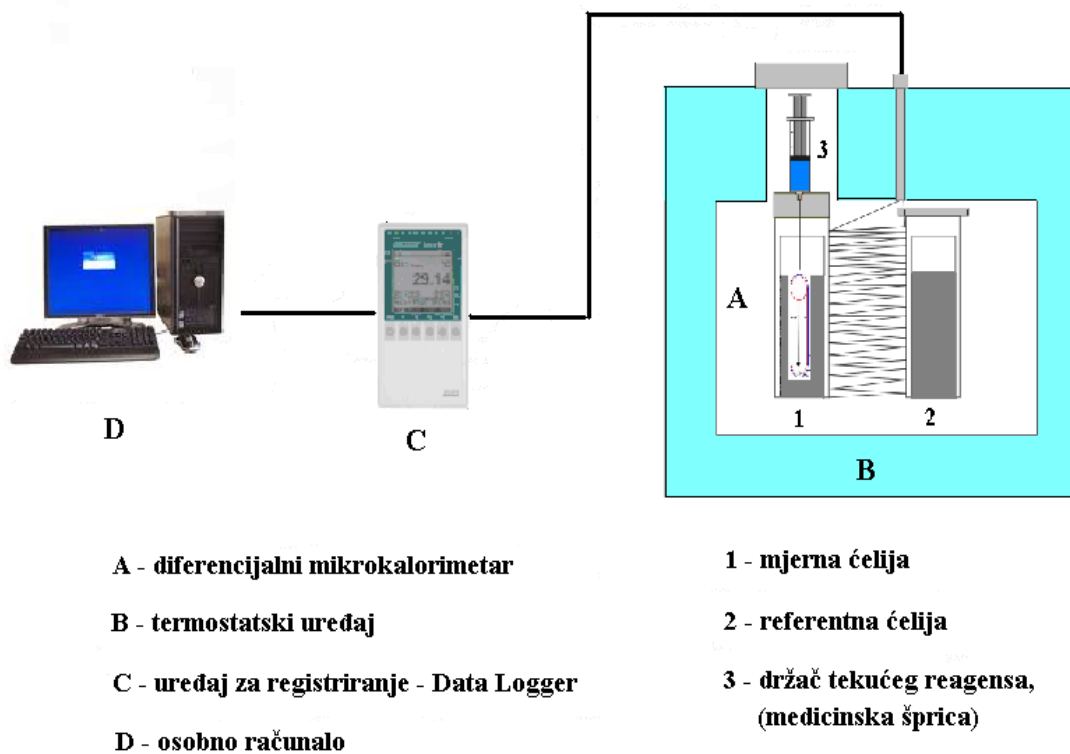 3
A
1
2
B
D
C
29.14
A - diferencijalni mikrokalorimetar
B - termostatski uređaj
C - uređaj za registriranje - Data Logger
D - osobno računalo
1 - mjerna ćelija
2 - referentna ćelija
3 - držač tekućeg reagensa,
(medicinska šprica)